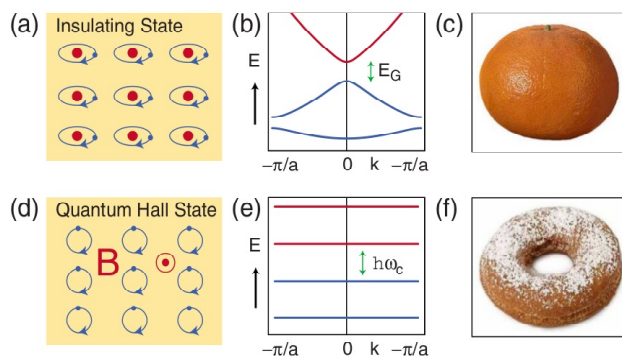 (a)
Insulating State
(b)
E
E_G
−π/a
0
k
−π/a
(c)
(d)
Quantum Hall State
B
(e)
E
hω_c
−π/a
0
k
−π/a
(f)